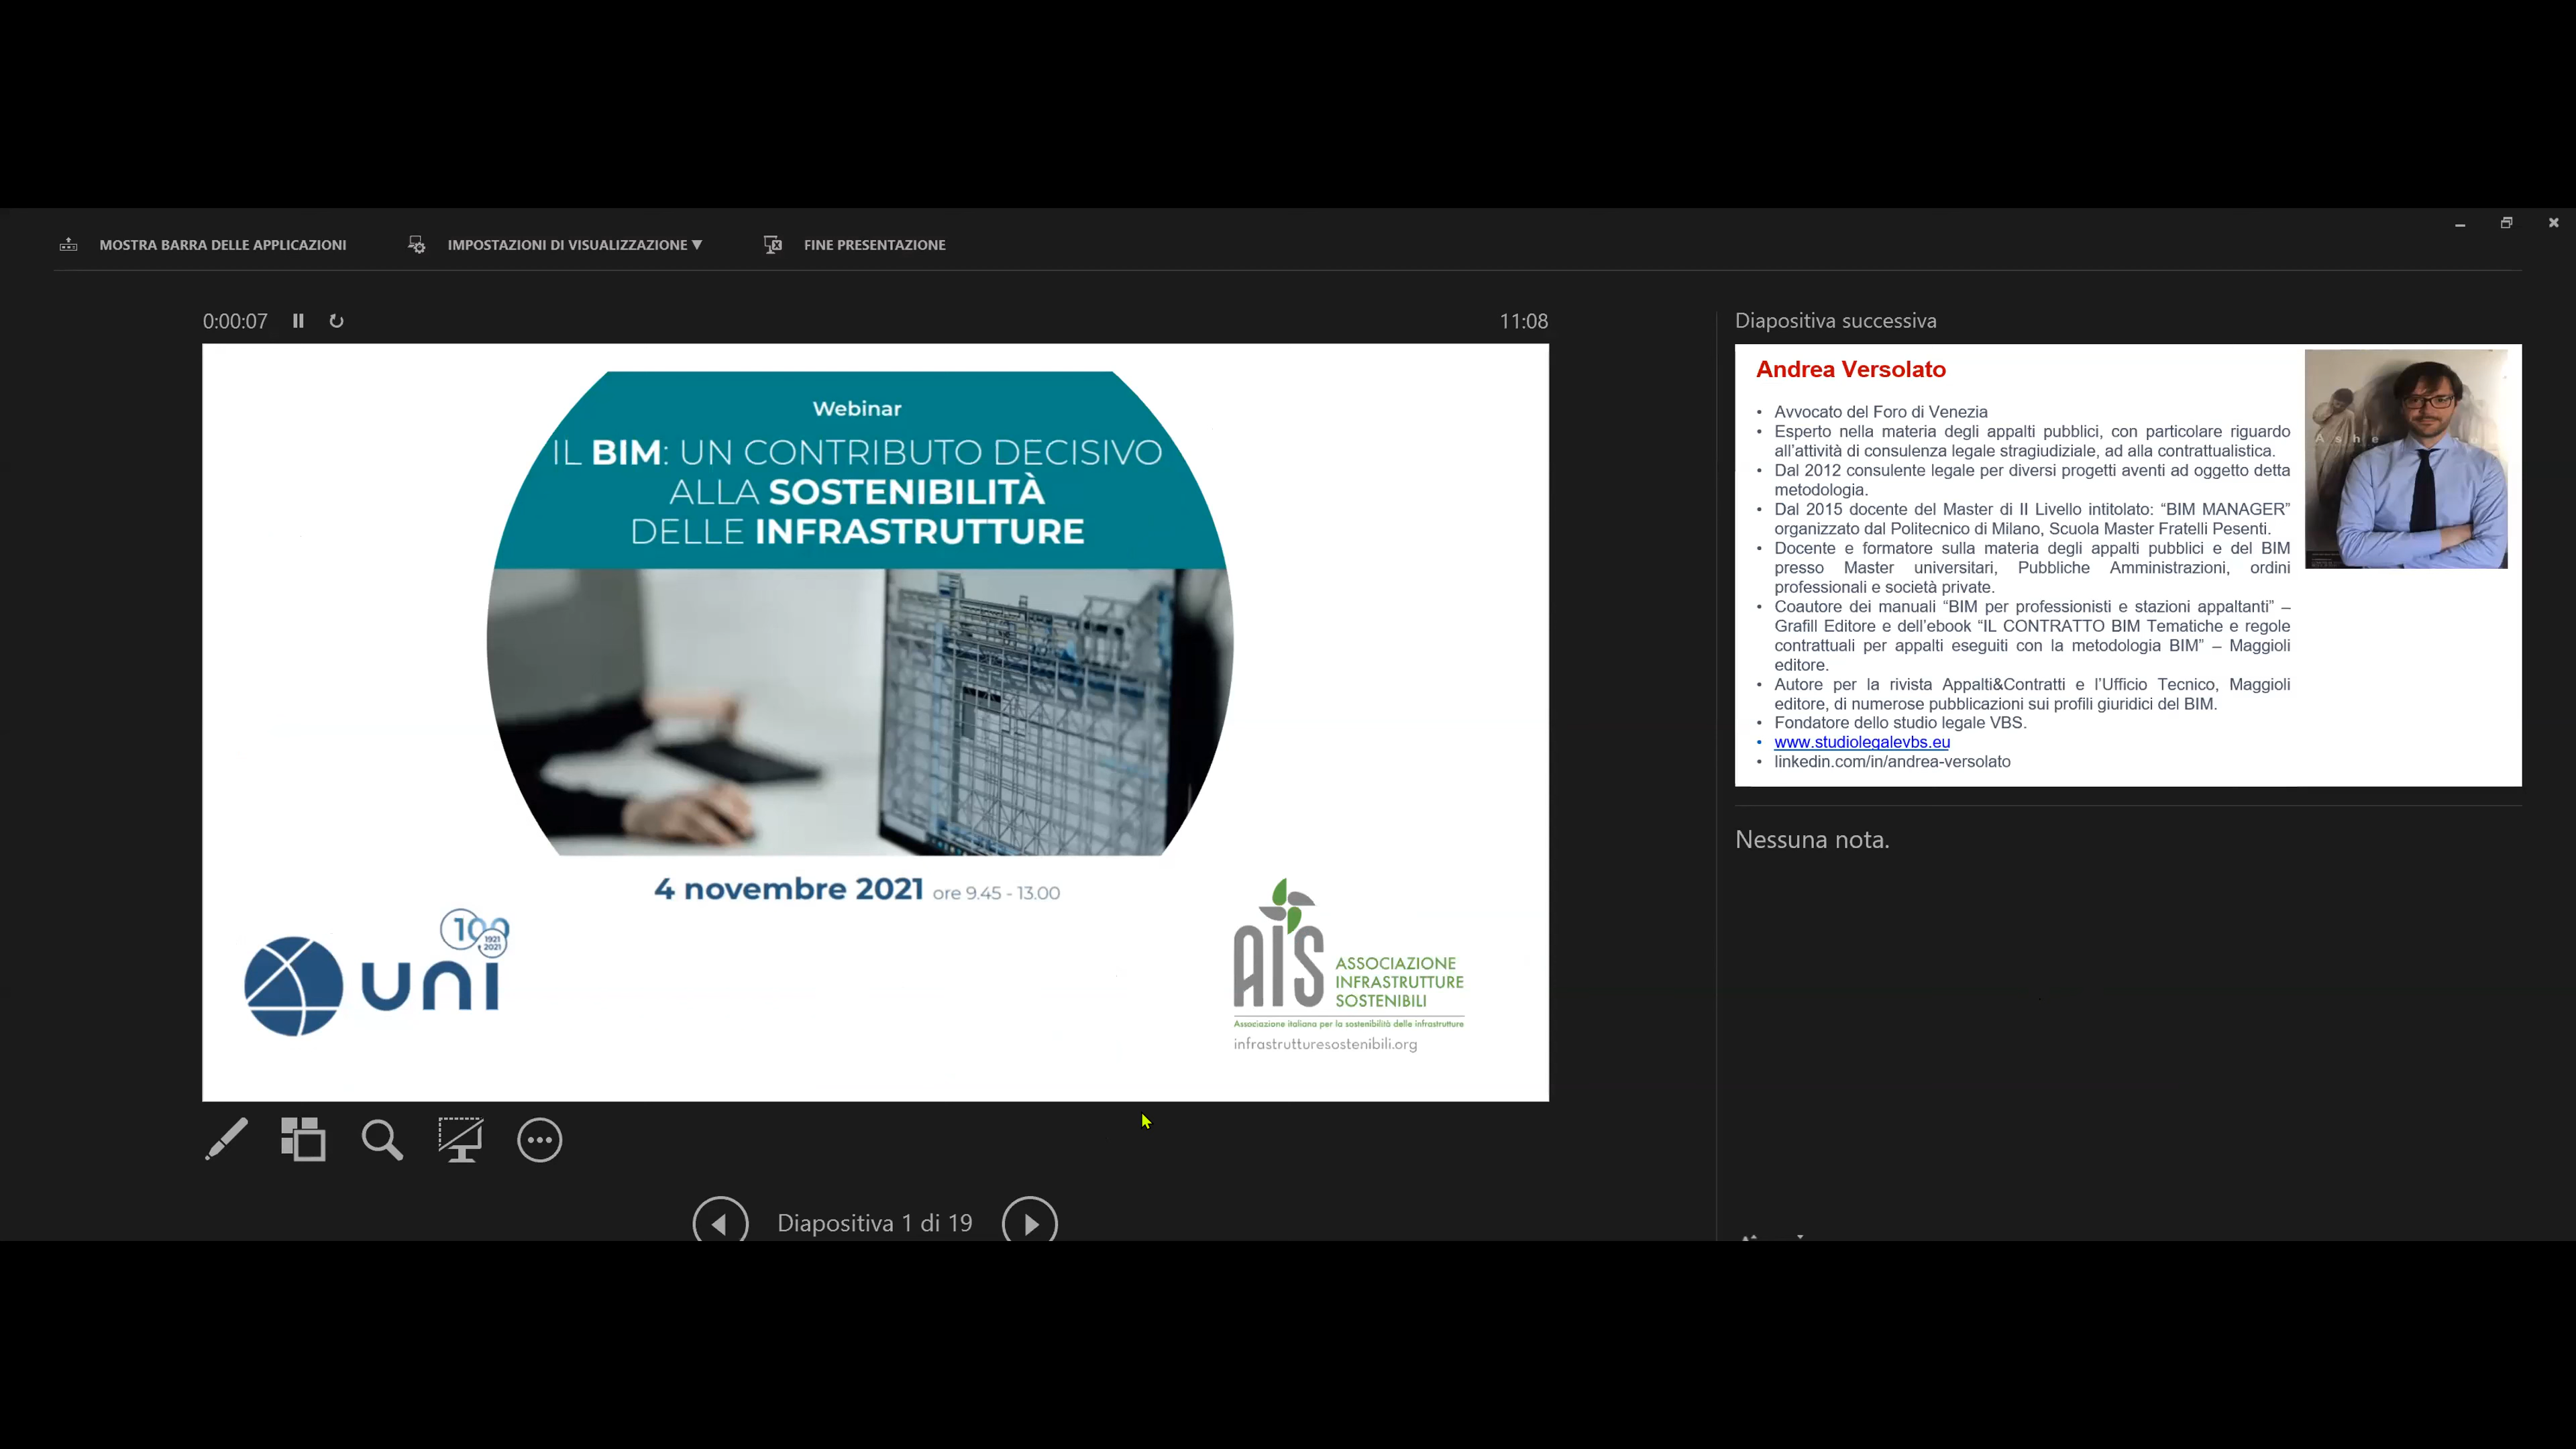 MOSTRA BARRA DELLE APPLICAZIONI
IMPOSTAZIONI DI VISUALIZZAZIONE ▼
FINE PRESENTAZIONE
0:00:07
11:08
Webinar
IL BIM: UN CONTRIBUTO DECISIVO
ALLA SOSTENIBILITÀ
DELLE INFRASTRUTTURE
4 novembre 2021 ore 9.45 - 13.00
100
1921
2021
uni
AIS
ASSOCIAZIONE
INFRASTRUTTURE
SOSTENIBILI
Associazione italiana per la sostenibilità delle infrastrutture
infrastrutturesostenibili.org
Diapositiva 1 di 19
Diapositiva successiva
Andrea Versolato
• Avvocato del Foro di Venezia
• Esperto nella materia degli appalti pubblici, con particolare riguardo
all'attività di consulenza legale stragiudiziale, ad alla contrattualistica.
• Dal 2012 consulente legale per diversi progetti aventi ad oggetto detta
metodologia.
• Dal 2015 docente del Master di II Livello intitolato: “BIM MANAGER”
organizzato dal Politecnico di Milano, Scuola Master Fratelli Pesenti.
• Docente e formatore sulla materia degli appalti pubblici e del BIM
presso Master universitari, Pubbliche Amministrazioni, ordini
professionali e società private.
• Coautore dei manuali “BIM per professionisti e stazioni appaltanti” –
Grafill Editore e dell'ebook “IL CONTRATTO BIM Tematiche e regole
contrattuali per appalti eseguiti con la metodologia BIM” – Maggioli
editore.
• Autore per la rivista Appalti&Contratti e l'Ufficio Tecnico, Maggioli
editore, di numerose pubblicazioni sui profili giuridici del BIM.
• Fondatore dello studio legale VBS.
• www.studiolegalevbs.eu
• linkedin.com/in/andrea-versolato
Nessuna nota.